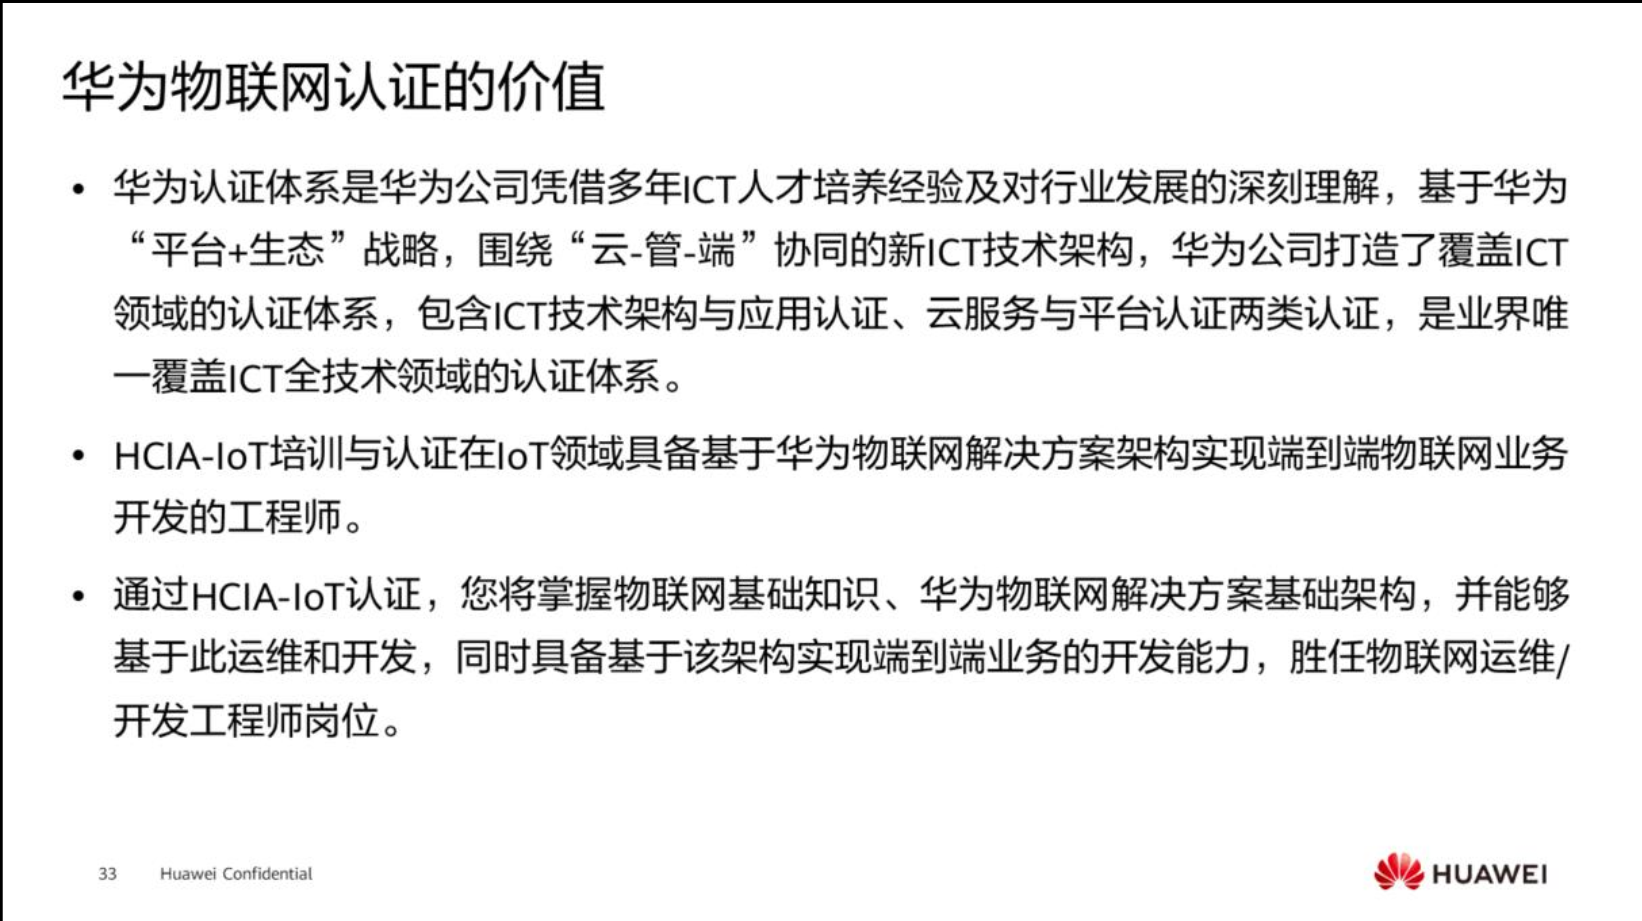 华为物联网认证的价值
• 华为认证体系是华为公司凭借多年ICT人才培养经验及对行业发展的深刻理解，基于华为
“平台+生态”战略，围绕“云-管-端”协同的新ICT技术架构，华为公司打造了覆盖ICT
领域的认证体系，包含ICT技术架构与应用认证、云服务与平台认证两类认证，是业界唯
一覆盖ICT全技术领域的认证体系。
• HCIA-IoT培训与认证在IoT领域具备基于华为物联网解决方案架构实现端到端物联网业务
开发的工程师。
• 通过HCIA-IoT认证，您将掌握物联网基础知识、华为物联网解决方案基础架构，并能够
基于此运维和开发，同时具备基于该架构实现端到端业务的开发能力，胜任物联网运维/
开发工程师岗位。
33 Huawei Confidential
HUAWEI